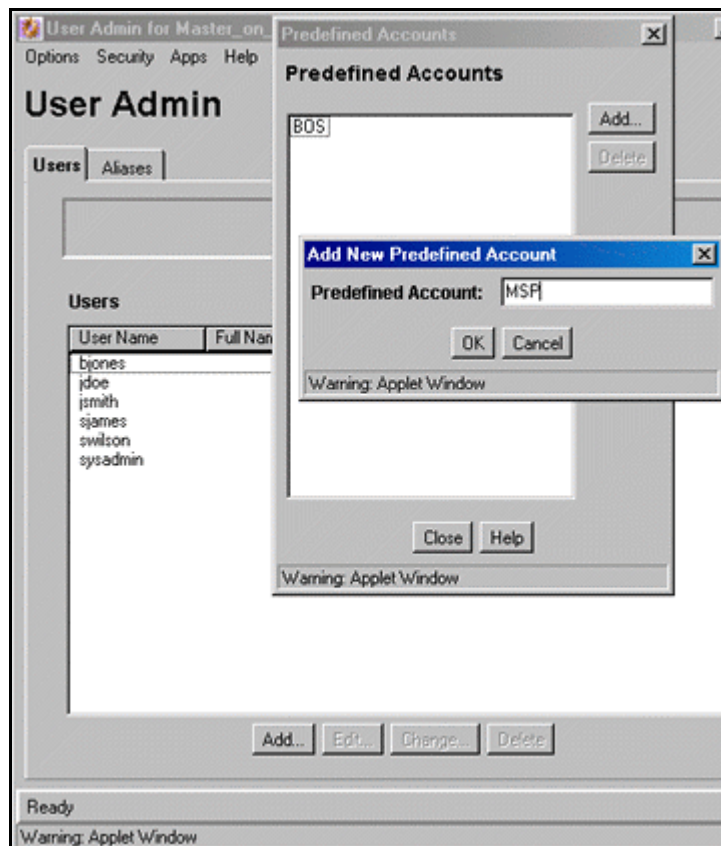 User Admin for Master_on_
Options Security Apps Help
User Admin
Users Aliases
Users
User Name Full Nan
bjones
jdoe
jsmith
sjames
swilson
sysadmin
Add... Edit... Change... Delete
Ready
Warning: Applet Window
Predefined Accounts
Predefined Accounts
BOS
Add...
Delete
Close Help
Warning: Applet Window
Add New Predefined Account
Predefined Account: MSP
OK Cancel
Warning: Applet Window